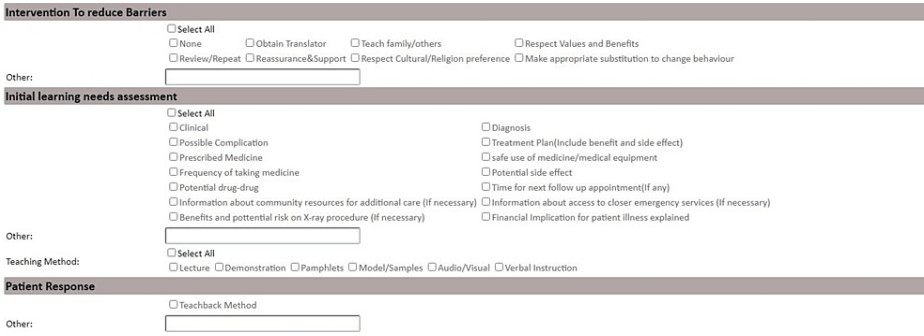 Intervention To reduce Barriers
Select All
None Obtain Translator Teach family/others Respect Values and Benefits
Review/Repeat Reassurance&Support Respect Cultural/Religion preference Make appropriate substitution to change behaviour
Other:
Initial learning needs assessment
Select All
Clinical Diagnosis
Possible Complication Treatment Plan(Include benefit and side effect)
Prescribed Medicine safe use of medicine/medical equipment
Frequency of taking medicine Potential side effect
Potential drug-drug Time for next follow up appointment(If any)
Information about community resources for additional care (If necessary) Information about access to closer emergency services (If necessary)
Benefits and pottential risk on X-ray procedure (If necessary) Financial Implication for patient illness explained
Other:
Select All
Teaching Method:
Lecture Demonstration Pamphlets Model/Samples Audio/Visual Verbal Instruction
Patient Response
Teachback Method
Other: